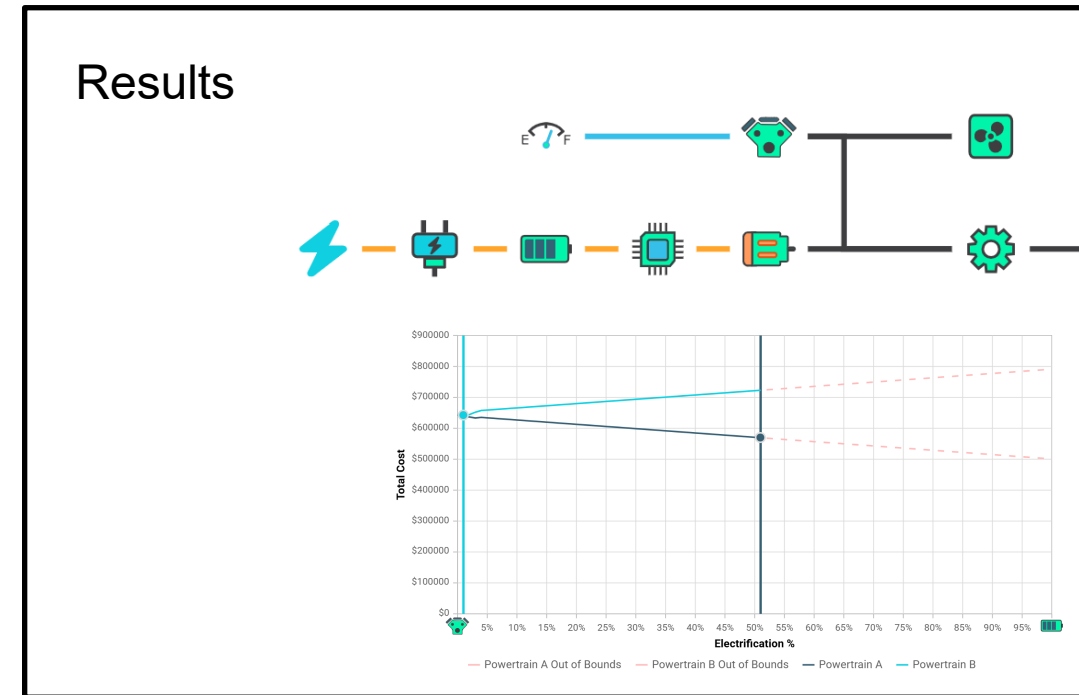 Results
E F
$900000
$800000
$700000
$600000
$500000
$400000
$300000
$200000
$100000
$0
Total Cost
5% 10% 15% 20% 25% 30% 35% 40% 45% 50% 55% 60% 65% 70% 75% 80% 85% 90% 95%
Electrification %
Powertrain A Out of Bounds Powertrain B Out of Bounds Powertrain A Powertrain B